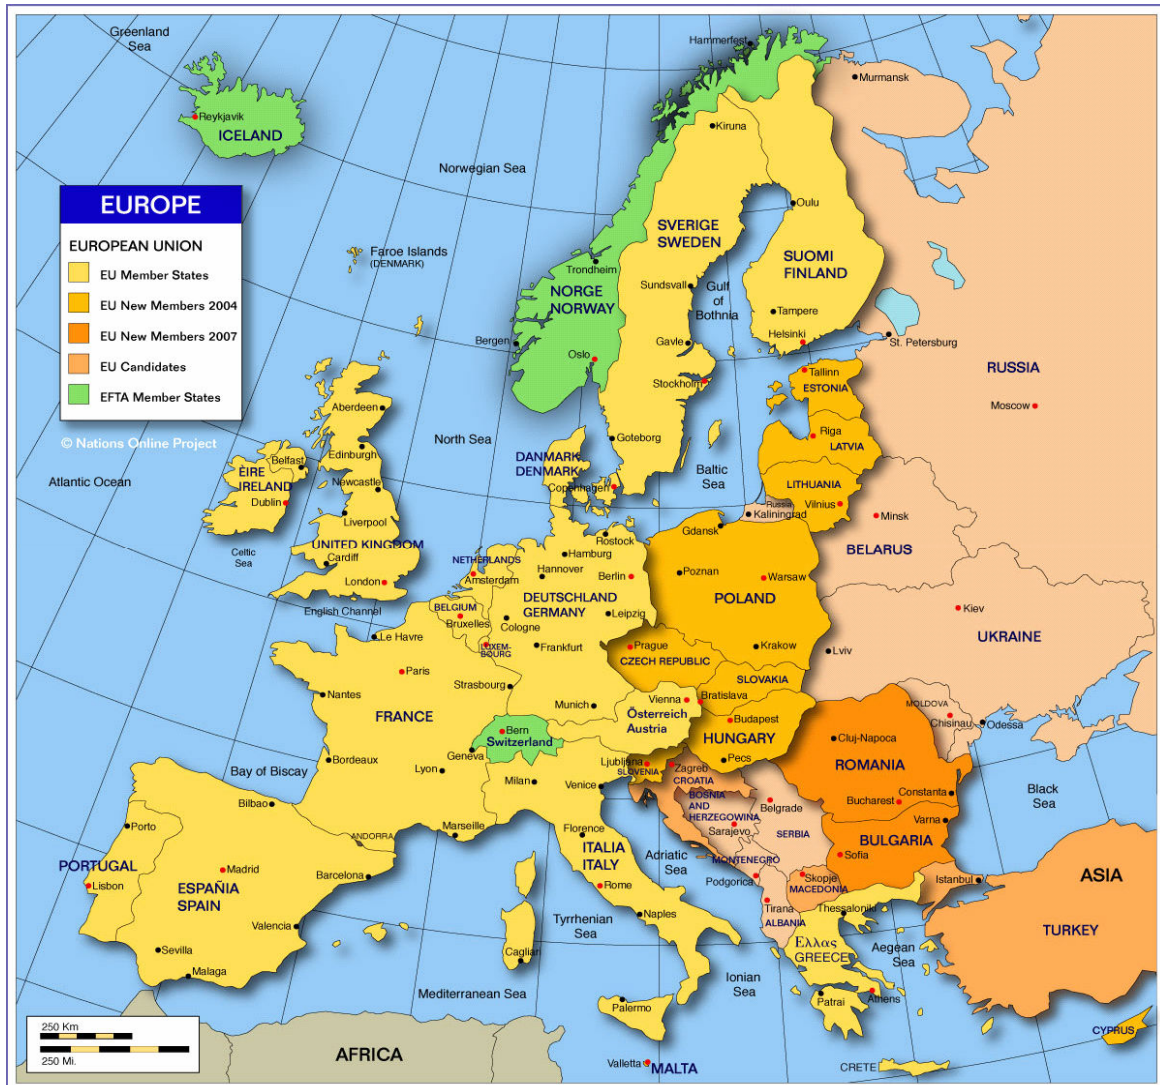 Greenland
Sea
Hammerfest
Murmansk
Reykjavik
ICELAND
Kiruna
Norwegian Sea
EUROPE
EUROPEAN UNION
EU Member States
EU New Members 2004
EU New Members 2007
EU Candidates
EFTA Member States
© Nations Online Project
Faroe Islands
(DENMARK)
Oulu
SVERIGE
SWEDEN
SUOMI
FINLAND
Trondheim
NORGE
NORWAY
Sundsvall
Gulf
of
Bothnia
Tampere
Helsinki
Bergen
Oslo
Gavle
Stockholm
St. Petersburg
RUSSIA
Moscow
Tallinn
ESTONIA
Riga
LATVIA
LITHUANIA
Vilnius
Russia
Kaliningrad
Minsk
BELARUS
Aberdeen
Edinburgh
Belfast
Newcastle
ÈIRE
IRELAND
Dublin
Liverpool
UNITED KINGDOM
Cardiff
London
Atlantic Ocean
North Sea
Celtic
Sea
English Channel
Goteborg
DANMARK
DENMARK
Copenhagen
Baltic
Sea
Gdansk
Rostock
Hamburg
NETHERLANDS
Amsterdam
Hannover
Berlin
Poznan
Warsaw
POLAND
DEUTSCHLAND
GERMANY
Leipzig
BELGIUM
Bruxelles
Cologne
Kiev
UKRAINE
Le Havre
LUXEM-
BOURG
Frankfurt
Prague
CZECH REPUBLIC
Krakow
Lviv
Paris
Strasbourg
SLOVAKIA
Nantes
Munich
Vienna
Bratislava
Österreich
Austria
Budapest
HUNGARY
MOLDOVA
Chisinau
Odessa
FRANCE
Bern
Switzerland
Geneva
Cluj-Napoca
Pecs
ROMANIA
Bordeaux
Lyon
Milan
Venice
Ljubljena
SLOVENIA
Zagreb
CROATIA
BOSNIA
AND
HERZEGOWINA
Sarajevo
Belgrade
SERBIA
Bucharest
Constanta
Varna
BULGARIA
Sofia
Black
Sea
Bay of Biscay
Bilbao
Porto
ANDORRA
Marseille
Florence
ITALIA
ITALY
Adriatic
Sea
MONTENEGRO
Podgorica
Skopje
MACEDONIA
Istanbul
ASIA
PORTUGAL
Lisbon
Madrid
Barcelona
ESPAÑIA
SPAIN
Rome
Naples
Tirana
ALBANIA
Thessaloniki
TURKEY
Valencia
Tyrrhenian
Sea
Ελλας
GREECE
Aegean
Sea
Sevilla
Malaga
Cagliari
Mediterranean Sea
Palermo
Ionian
Sea
Patrai
Athens
CYPRUS
250 Km
250 Mi.
AFRICA
Valletta
MALTA
CRETE